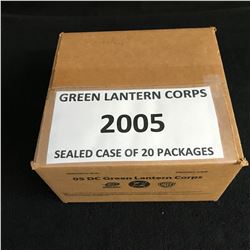 GREEN LANTERN CORPS
2005
SEALED CASE OF 20 PACKAGES
05 DC Green Lantern Corps